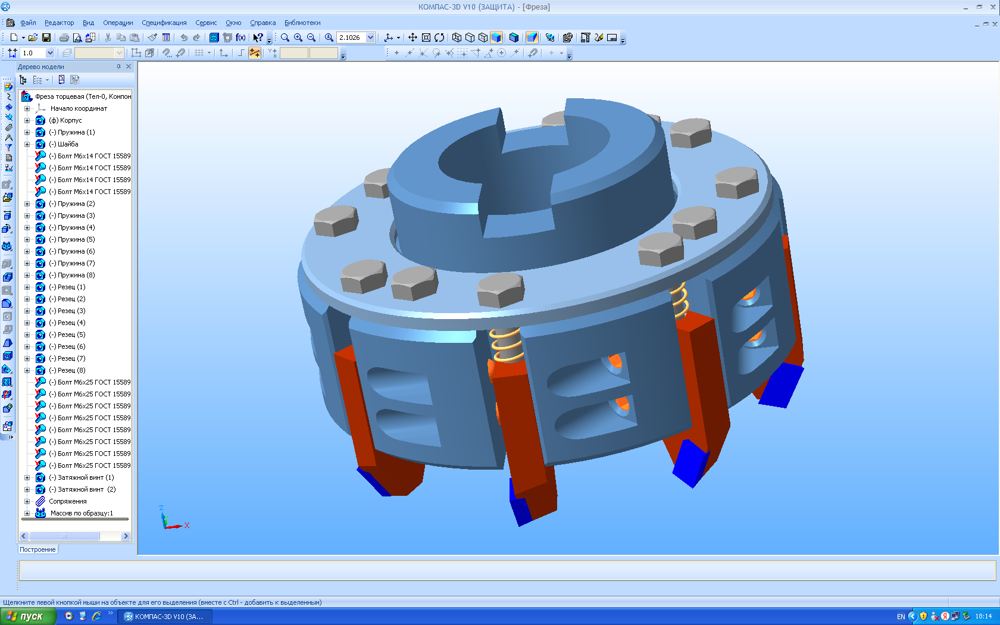 КОМПАС-3D V10 (ЗАЩИТА) - [Фреза]
Файл Редактор Вид Операции Спецификация Сервис Окно Справка Библиотеки
f(x) 2.1026
1.0
Дерево модели
Фреза торцевая (Тел-0, Компон
Начало координат
(ф) Корпус
(-) Пружина (1)
(-) Шайба
(-) Болт М6х14 ГОСТ 15589
(-) Болт М6х14 ГОСТ 15589
(-) Болт М6х14 ГОСТ 15589
(-) Болт М6х14 ГОСТ 15589
(-) Пружина (2)
(-) Пружина (3)
(-) Пружина (4)
(-) Пружина (5)
(-) Пружина (6)
(-) Пружина (7)
(-) Пружина (8)
(-) Резец (1)
(-) Резец (2)
(-) Резец (3)
(-) Резец (4)
(-) Резец (5)
(-) Резец (6)
(-) Резец (7)
(-) Резец (8)
(-) Болт М6х25 ГОСТ 15589
(-) Болт М6х25 ГОСТ 15589
(-) Болт М6х25 ГОСТ 15589
(-) Болт М6х25 ГОСТ 15589
(-) Болт М6х25 ГОСТ 15589
(-) Болт М6х25 ГОСТ 15589
(-) Болт М6х25 ГОСТ 15589
(-) Болт М6х25 ГОСТ 15589
(-) Затяжной винт (1)
(-) Затяжной винт (2)
Сопряжения
Массив по образцу:1
Z
X
Построение
Щелкните левой кнопкой мыши на объекте для его выделения (вместе с Ctrl - добавить к выделенным)
пуск
КОМПАС-3D V10 (ЗА...
EN
18:14